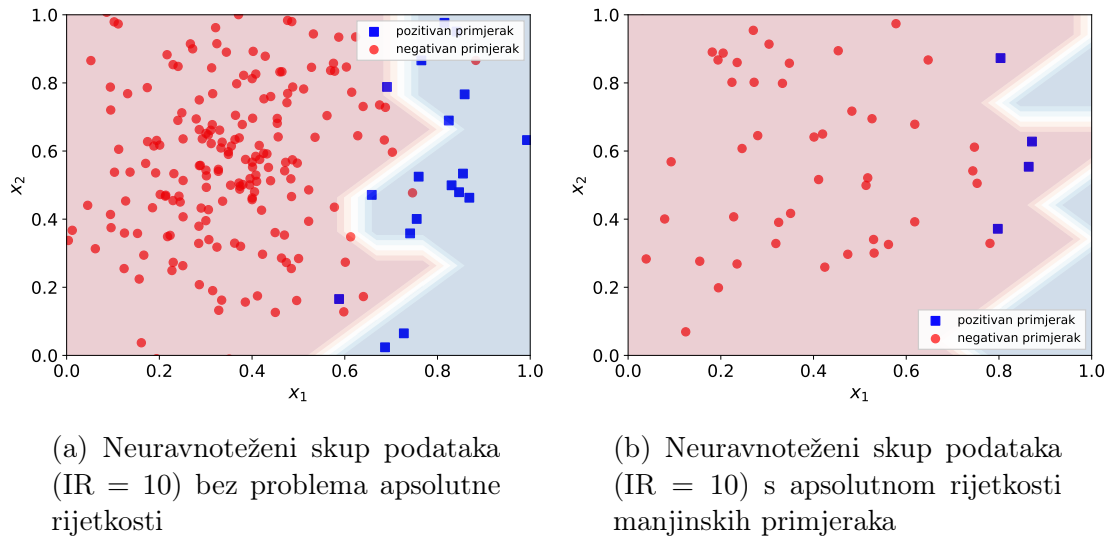 1.0
0.8
0.6
0.4
0.2
0.0
x₂
0.0 0.2 0.4 0.6 0.8 1.0
x₁
pozitivan primjerak
negativan primjerak
(a) Neuravnoteženi skup podataka
(IR = 10) bez problema apsolutne
rijetkosti
1.0
0.8
0.6
0.4
0.2
0.0
x₂
0.0 0.2 0.4 0.6 0.8 1.0
x₁
pozitivan primjerak
negativan primjerak
(b) Neuravnoteženi skup podataka
(IR = 10) s apsolutnom rijetkosti
manjinskih primjeraka